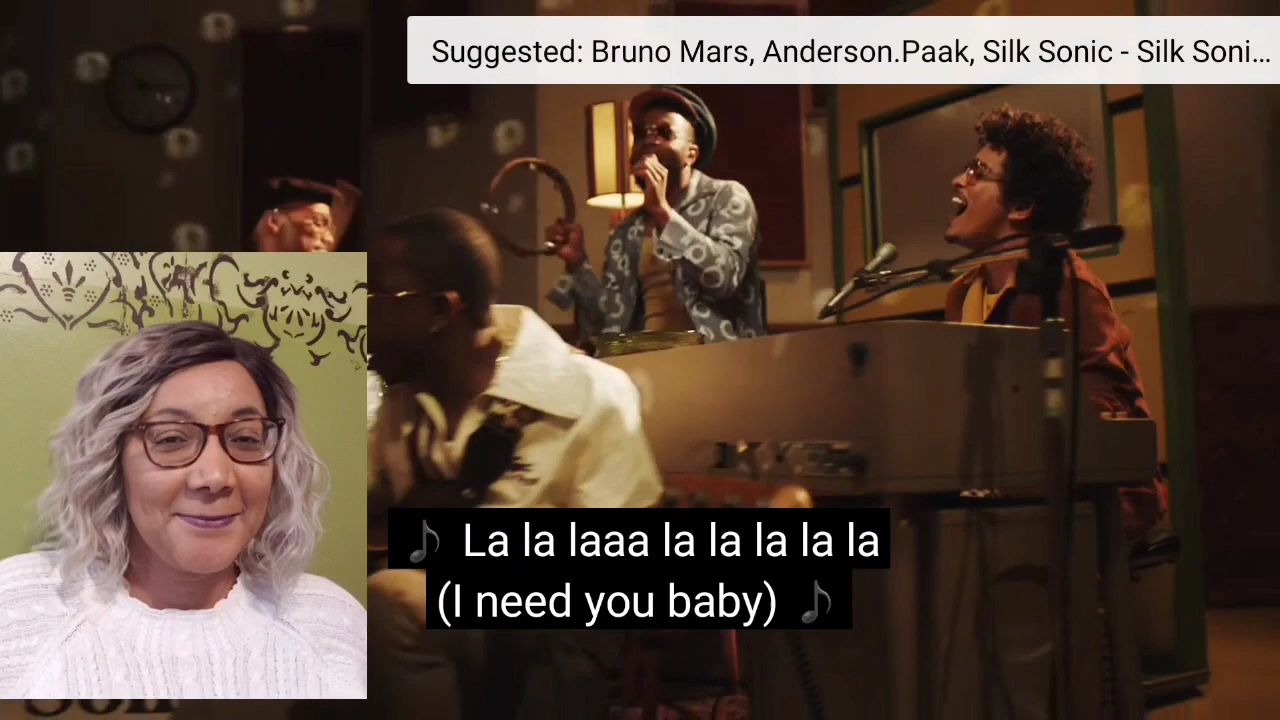 Suggested: Bruno Mars, Anderson.Paak, Silk Sonic - Silk Soni...
♪ La la laaa la la la la la
(I need you baby) ♪